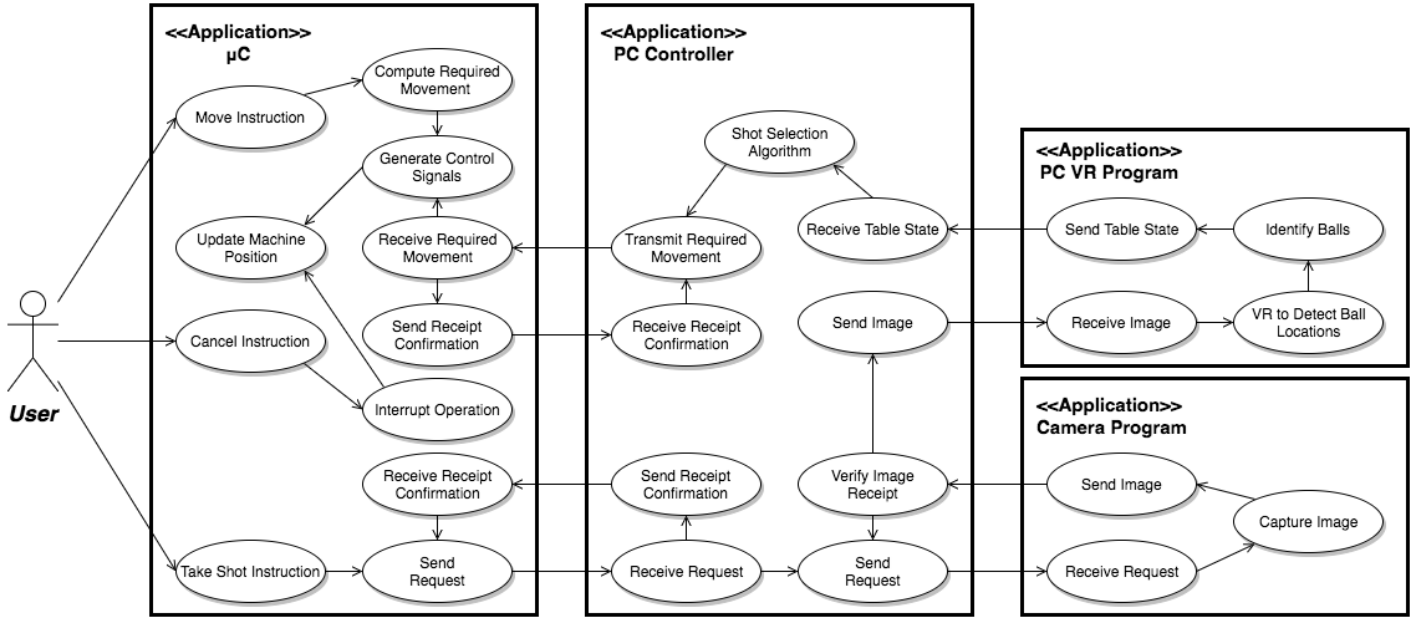 <<Application>>
µC
Move Instruction
Compute Required
Movement
Generate Control
Signals
Update Machine
Position
Receive Required
Movement
Send Receipt
Confirmation
Cancel Instruction
Interrupt Operation
Receive Receipt
Confirmation
Take Shot Instruction
Send
Request
User
<<Application>>
PC Controller
Shot Selection
Algorithm
Transmit Required
Movement
Receive Table State
Receive Receipt
Confirmation
Send Image
Send Receipt
Confirmation
Verify Image
Receipt
Receive Request
Send
Request
<<Application>>
PC VR Program
Send Table State
Identify Balls
Receive Image
VR to Detect Ball
Locations
<<Application>>
Camera Program
Send Image
Capture Image
Receive Request